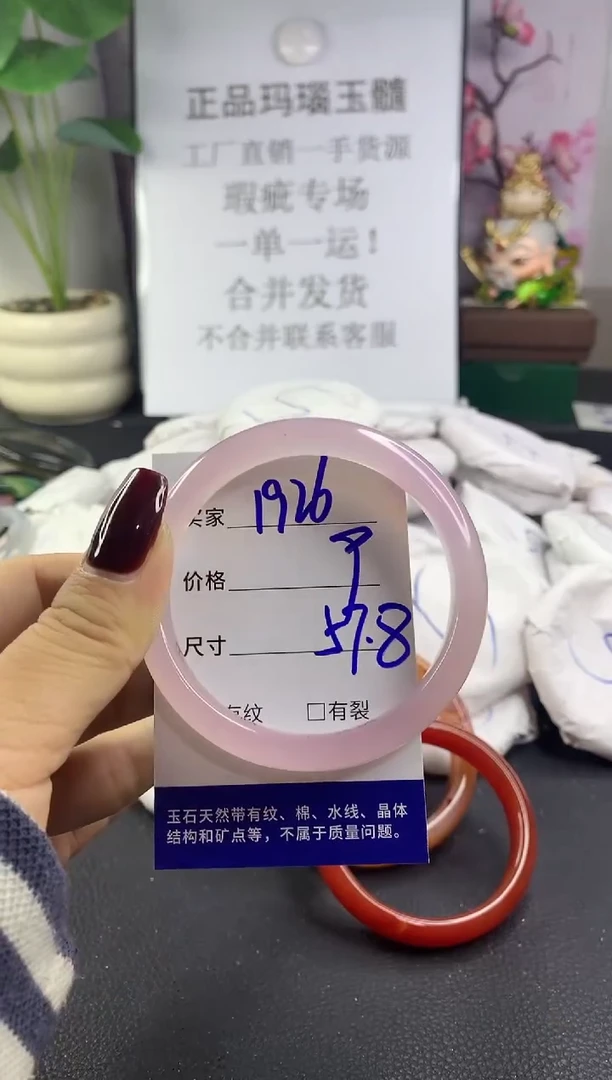 正品玛瑙玉髓
工厂直销一手货源
瑕疵专场
一单一运！
合并发货
不合并联系客服
买家 1926
价格
尺寸 57.8
有纹 □有裂
玉石天然带有纹、棉、水线、晶体
结构和矿点等，不属于质量问题。